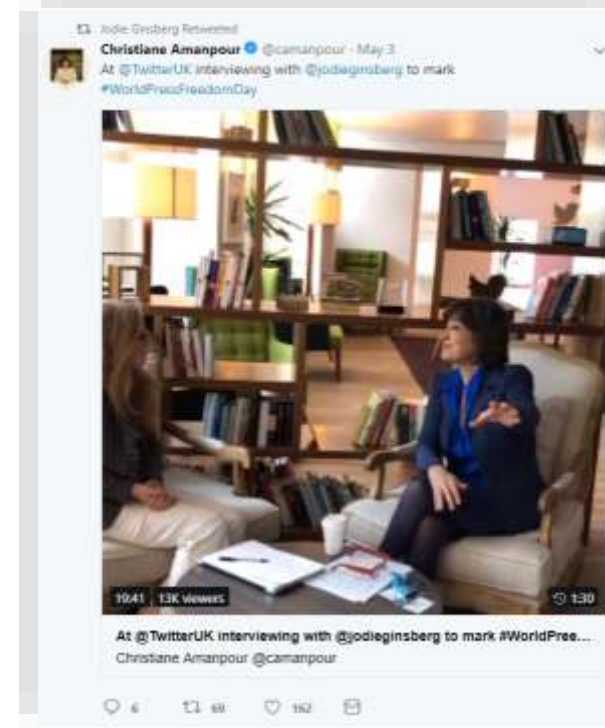 Jodie Ginsberg Retweeted
Christiane Amanpour @camanpour - May 3
At @TwitterUK interviewing with @jodieginsberg to mark
#WorldPressFreedomDay
19:41 13K viewers 1:30
At @TwitterUK interviewing with @jodieginsberg to mark #WorldPree...
Christiane Amanpour @camanpour
6 69 162